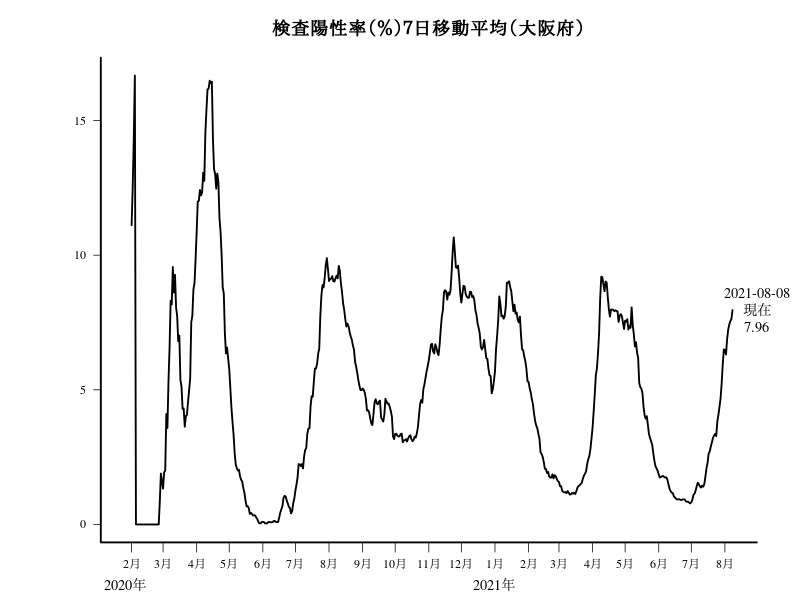 検査陽性率(%)7日移動平均(大阪府)
15
10
5
0
2021-08-08
現在
7.96
2月 3月 4月 5月 6月 7月 8月 9月 10月 11月 12月 1月 2月 3月 4月 5月 6月 7月 8月
2020年 2021年